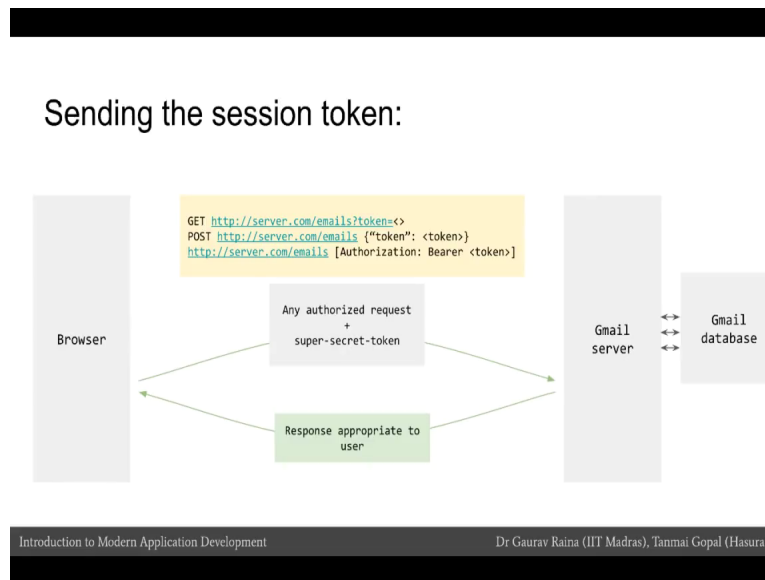 Sending the session token:
GET http://server.com/emails?token=<>
POST http://server.com/emails {“token”: <token>}
http://server.com/emails [Authorization: Bearer <token>]
Any authorized request
+
super-secret-token
Browser
Gmail
server
Gmail
database
Response appropriate to
user
Introduction to Modern Application Development
Dr Gaurav Raina (IIT Madras), Tanmai Gopal (Hasura